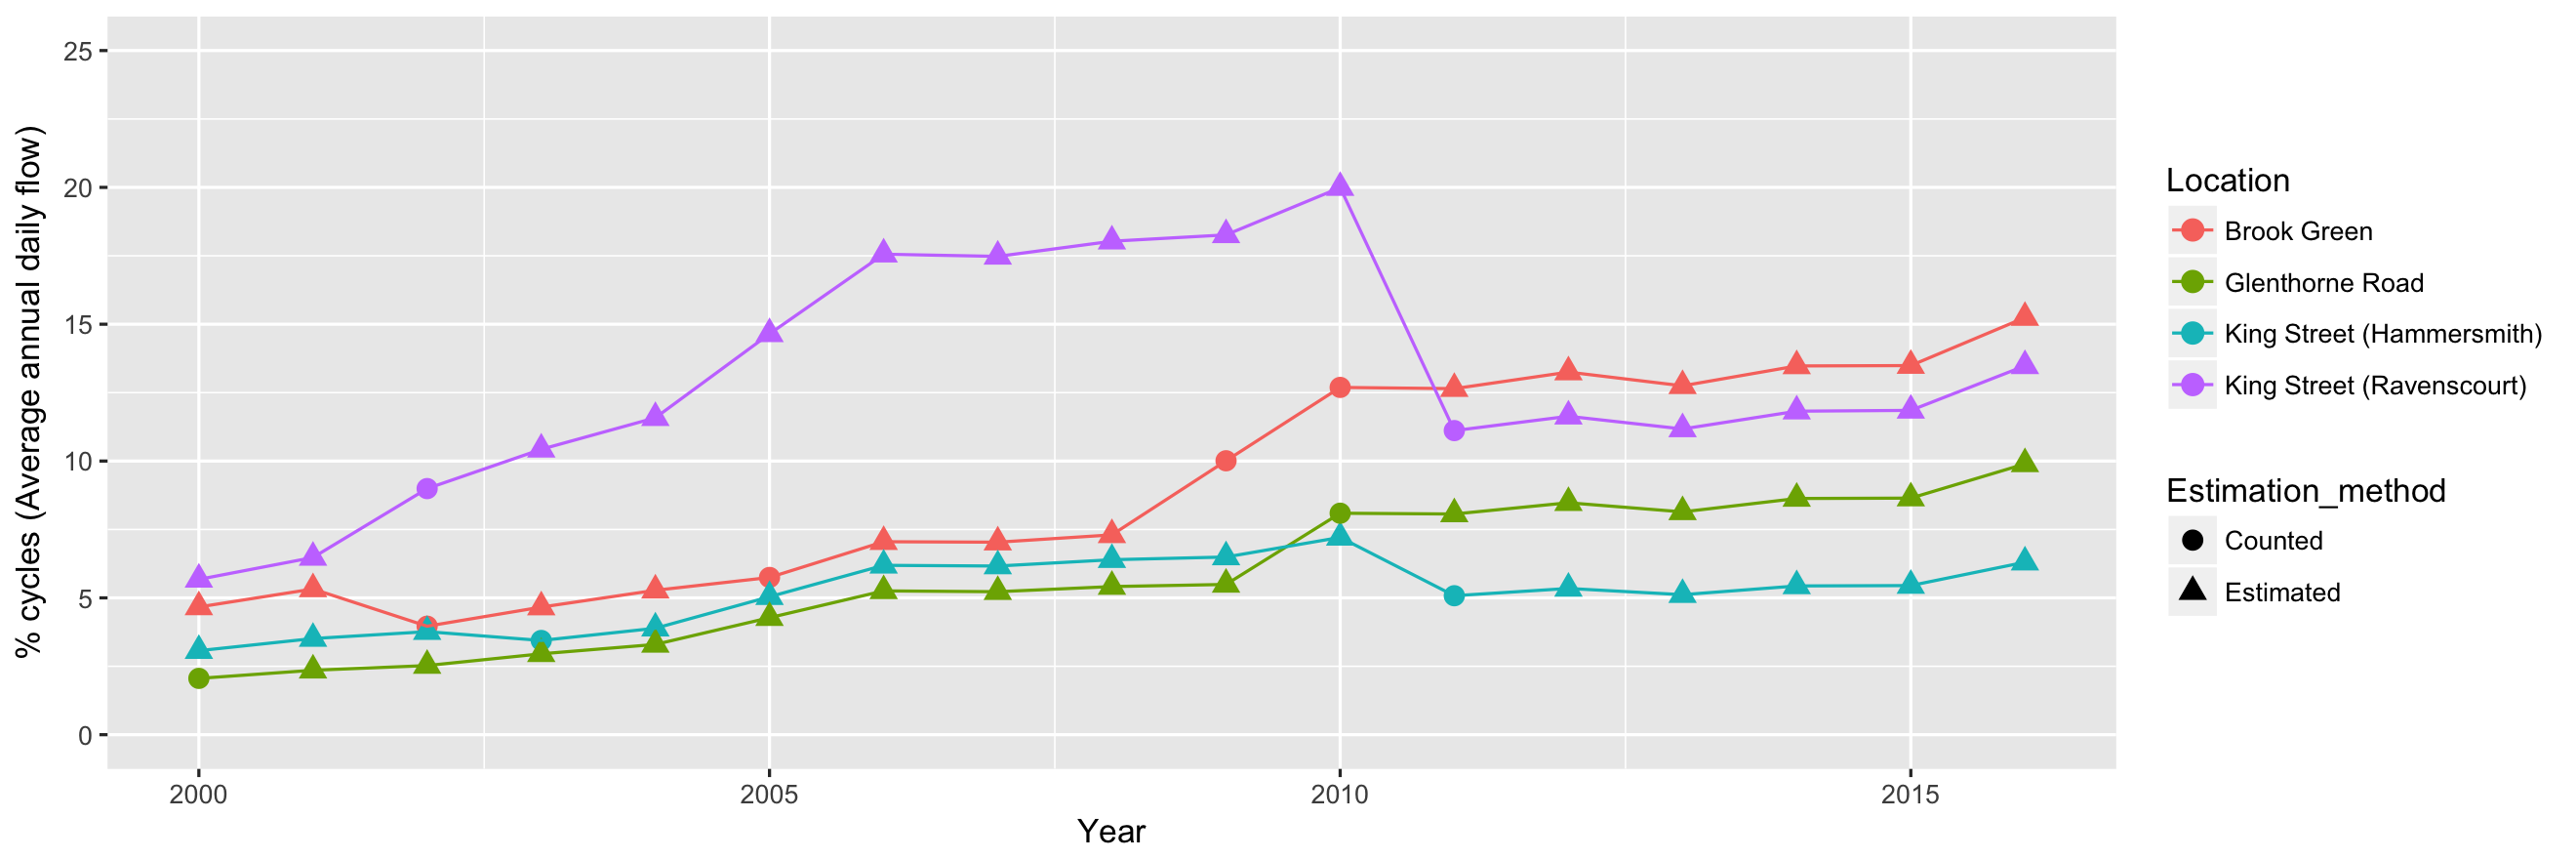 % cycles (Average annual daily flow)
25
20
15
10
5
0
2000
2005
2010
2015
Year
Location
Brook Green
Glenthorne Road
King Street (Hammersmith)
King Street (Ravenscourt)
Estimation_method
Counted
Estimated